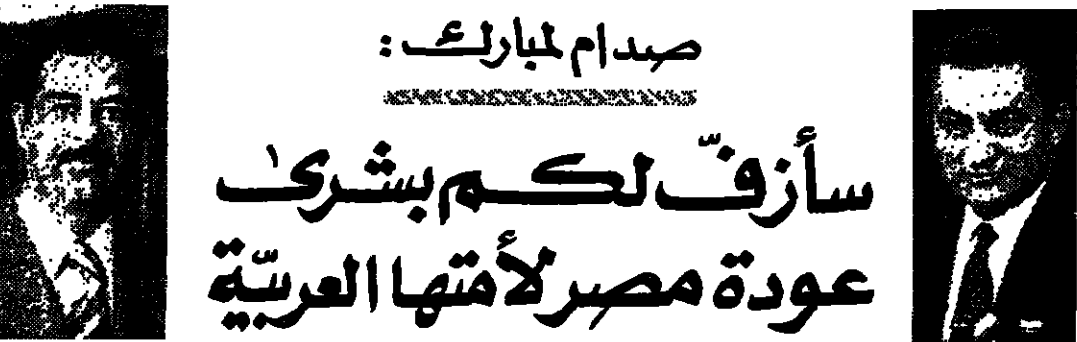 صدام لمبارك :
سأزفّ لكم بشرىٰ
عودة مصر لأمتها العربيّة